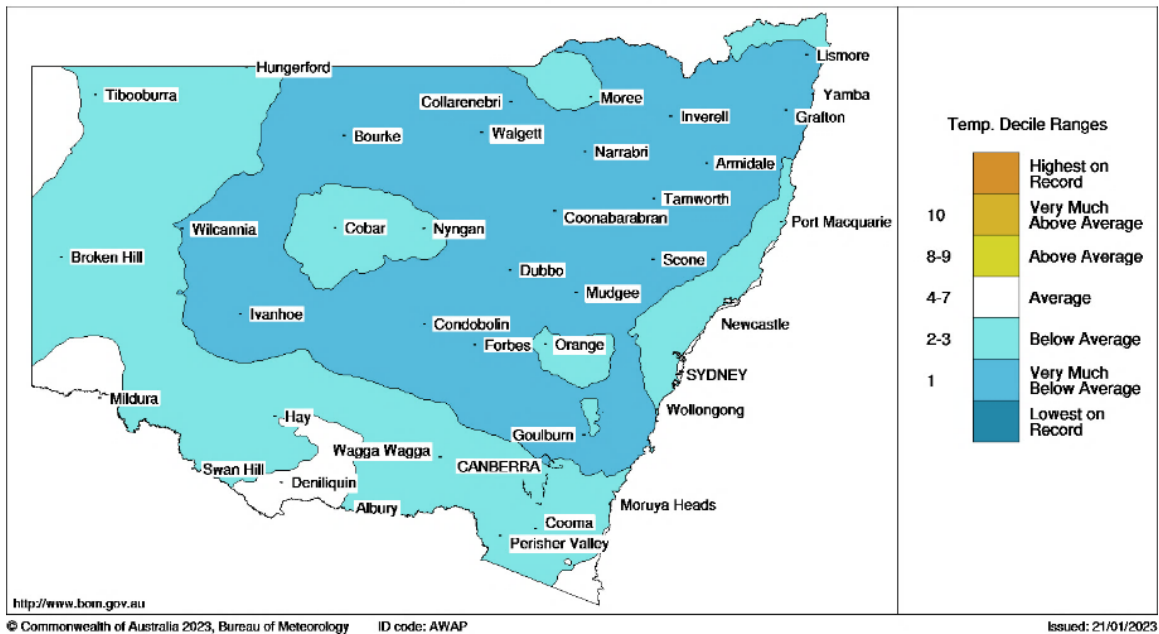 Hungerford
Tibooburra
Lismore
Collarenebri
Moree
Yamba
Inverell
Grafton
Bourke
Walgett
Narrabri
Armidale
Tamworth
Coonabarabran
Port Macquarie
Wilcannia
Cobar
Nyngan
Broken Hill
Dubbo
Scone
Mudgee
Ivanhoe
Condobolin
Newcastle
Forbes
Orange
SYDNEY
Mildura
Wollongong
Hay
Goulburn
Wagga Wagga
CANBERRA
Swan Hill
Deniliquin
Albury
Moruya Heads
Cooma
Perisher Valley
Temp. Decile Ranges
Highest on
Record
10
Very Much
Above Average
8-9
Above Average
4-7
Average
2-3
Below Average
1
Very Much
Below Average
Lowest on
Record
http://www.bom.gov.au
© Commonwealth of Australia 2023, Bureau of Meteorology
ID code: AWAP
Issued: 21/01/2023